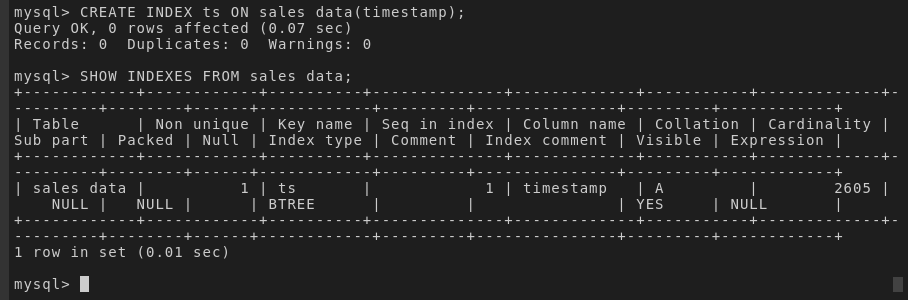 mysql> CREATE INDEX ts ON sales data(timestamp);
Query OK, 0 rows affected (0.07 sec)
Records: 0  Duplicates: 0  Warnings: 0
mysql> SHOW INDEXES FROM sales data;
+------------+------------+----------+--------------+-------------+-----------+-------------+-
---------+--------+------+------------+---------+---------------+---------+------------+
| Table      | Non unique | Key name | Seq in index | Column name | Collation | Cardinality |
Sub part | Packed | Null | Index type | Comment | Index comment | Visible | Expression |
+------------+------------+----------+--------------+-------------+-----------+-------------+-
---------+--------+------+------------+---------+---------------+---------+------------+
| sales data |          1 | ts       |            1 | timestamp   | A         |        2605 |
    NULL |   NULL |      | BTREE      |         |               | YES     | NULL       |
+------------+------------+----------+--------------+-------------+-----------+-------------+-
---------+--------+------+------------+---------+---------------+---------+------------+
1 row in set (0.01 sec)
mysql>